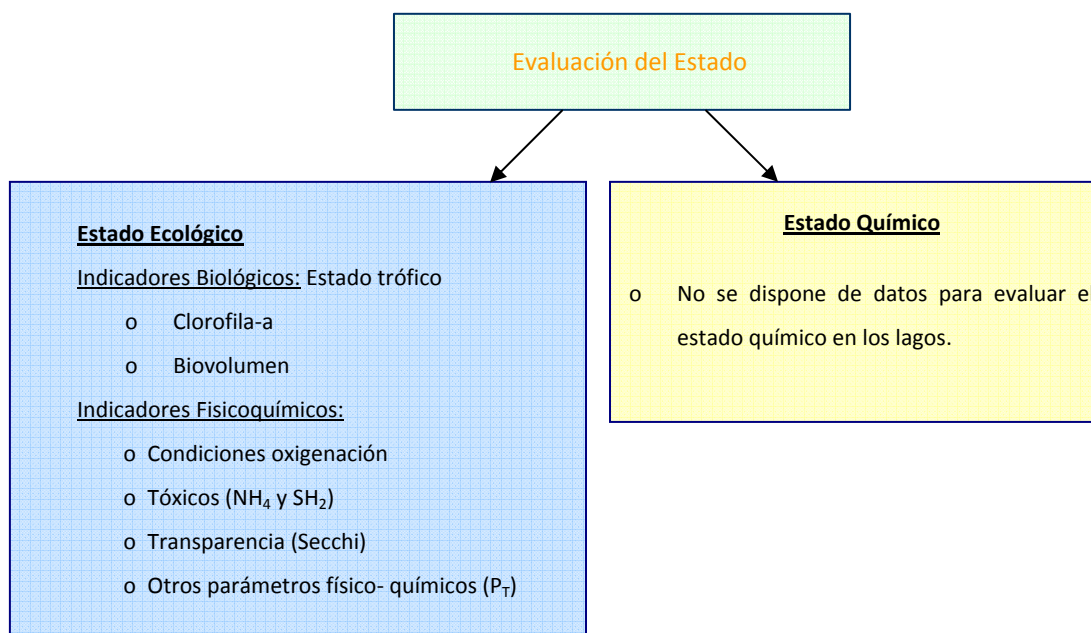 Evaluación del Estado
Estado Ecológico
Indicadores Biológicos: Estado trófico
o Clorofila-a
o Biovolumen
Indicadores Fisicoquímicos:
o Condiciones oxigenación
o Tóxicos (NH₄ y SH₂)
o Transparencia (Secchi)
o Otros parámetros físico- químicos (P_T)
Estado Químico
o No se dispone de datos para evaluar el
estado químico en los lagos.